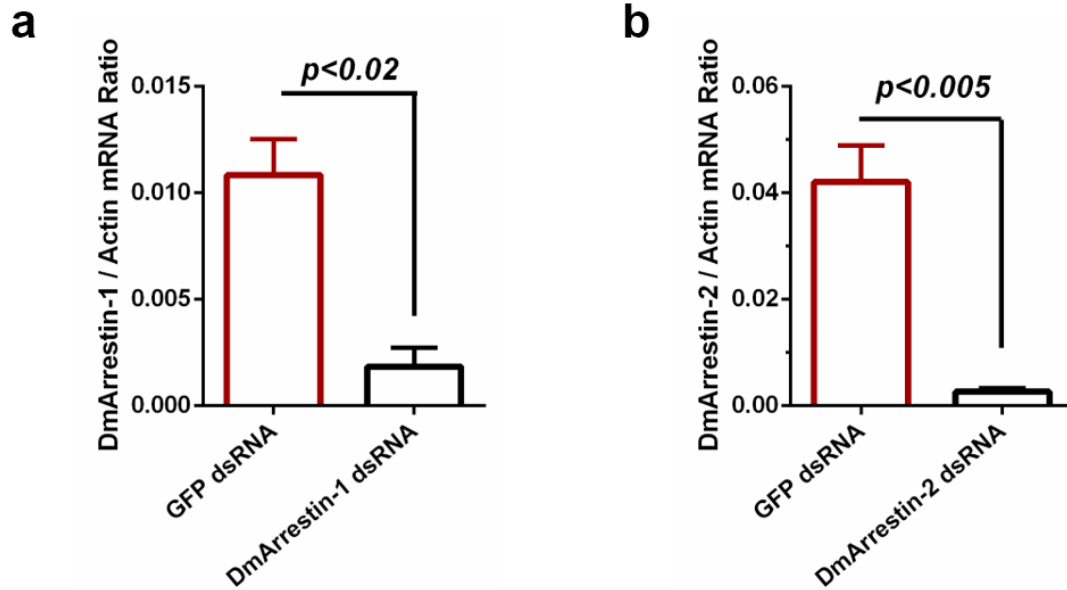 a
DmArrestin-1 / Actin mRNA Ratio
p<0.02
0.015
0.010
0.005
0.000
GFP dsRNA
DmArrestin-1 dsRNA
b
DmArrestin-2 / Actin mRNA Ratio
p<0.005
0.06
0.04
0.02
0.00
GFP dsRNA
DmArrestin-2 dsRNA